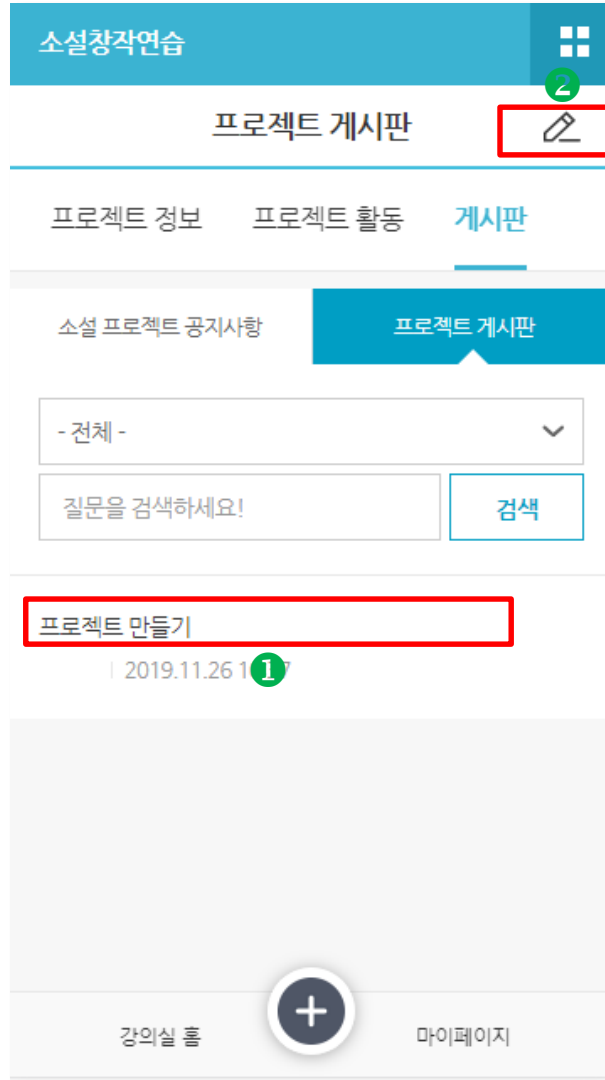 소설창작연습
2
프로젝트 게시판
프로젝트 정보 프로젝트 활동 게시판
소설 프로젝트 공지사항 프로젝트 게시판
- 전체 -
질문을 검색하세요! 검색
프로젝트 만들기
2019.11.26
1
강의실 홈 마이페이지